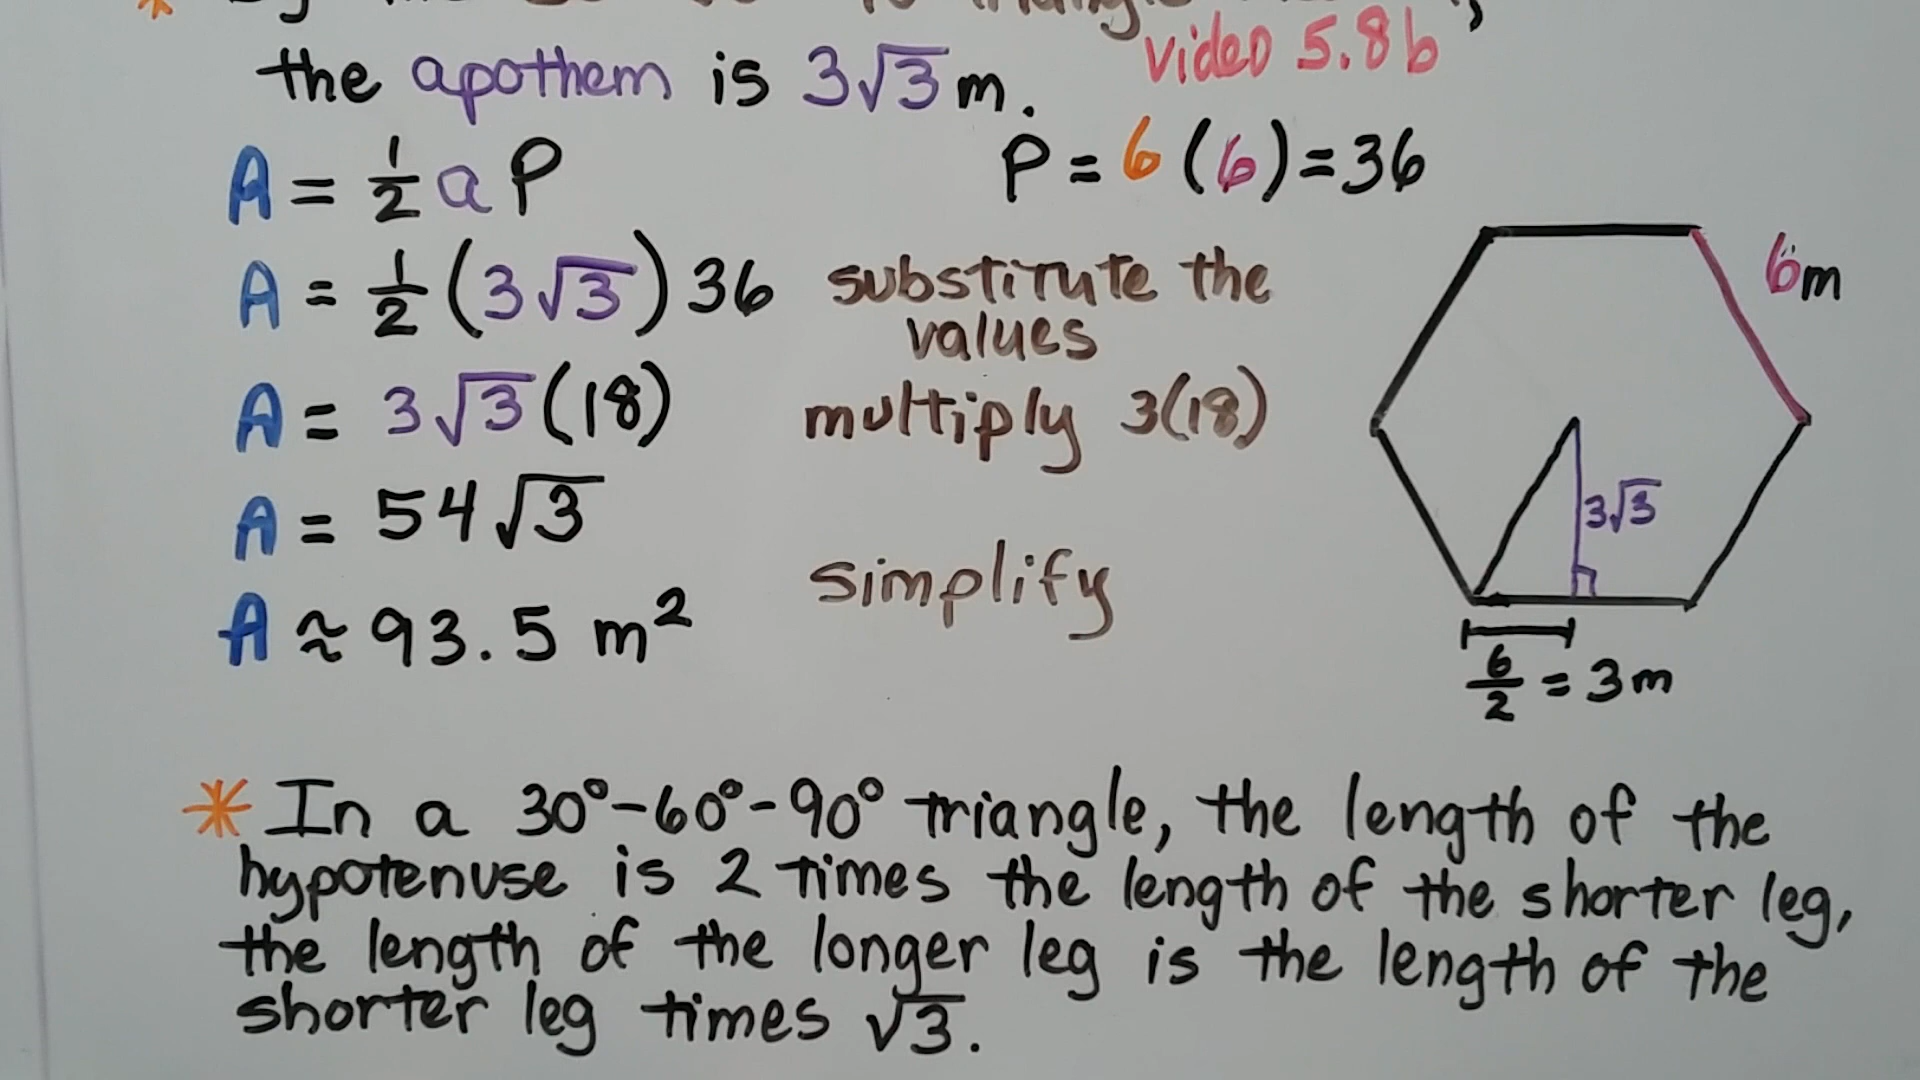 the apothem is 3√3 m.
video 5.8b
A = 1/2 a P
P = 6 (6) = 36
A = 1/2 (3√3) 36
substitute the
values
6m
A = 3√3 (18)
multiply 3(18)
A = 54√3
3√3
simplify
A ≈ 93.5 m²
6/2 = 3m
* In a 30°-60°-90° triangle, the length of the
hypotenuse is 2 times the length of the shorter leg,
the length of the longer leg is the length of the
shorter leg times √3.